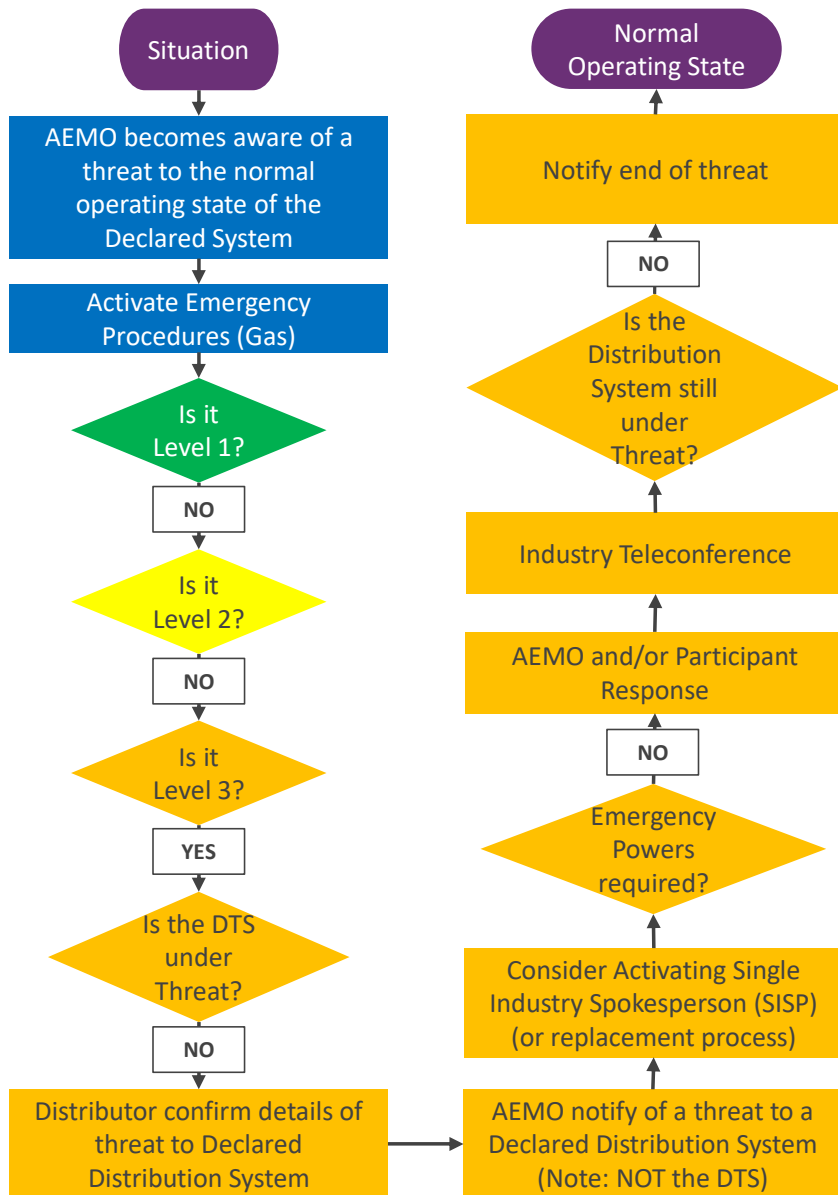 Situation
AEMO becomes aware of a
threat to the normal
operating state of the
Declared System
Activate Emergency
Procedures (Gas)
Is it
Level 1?
NO
Is it
Level 2?
NO
Is it
Level 3?
YES
Is the DTS
under
Threat?
NO
Distributor confirm details of
threat to Declared
Distribution System
AEMO notify of a threat to a
Declared Distribution System
(Note: NOT the DTS)
Consider Activating Single
Industry Spokesperson (SISP)
(or replacement process)
Emergency
Powers
required?
NO
AEMO and/or Participant
Response
Industry Teleconference
Is the
Distribution
System still
under
Threat?
NO
Notify end of threat
Normal
Operating State